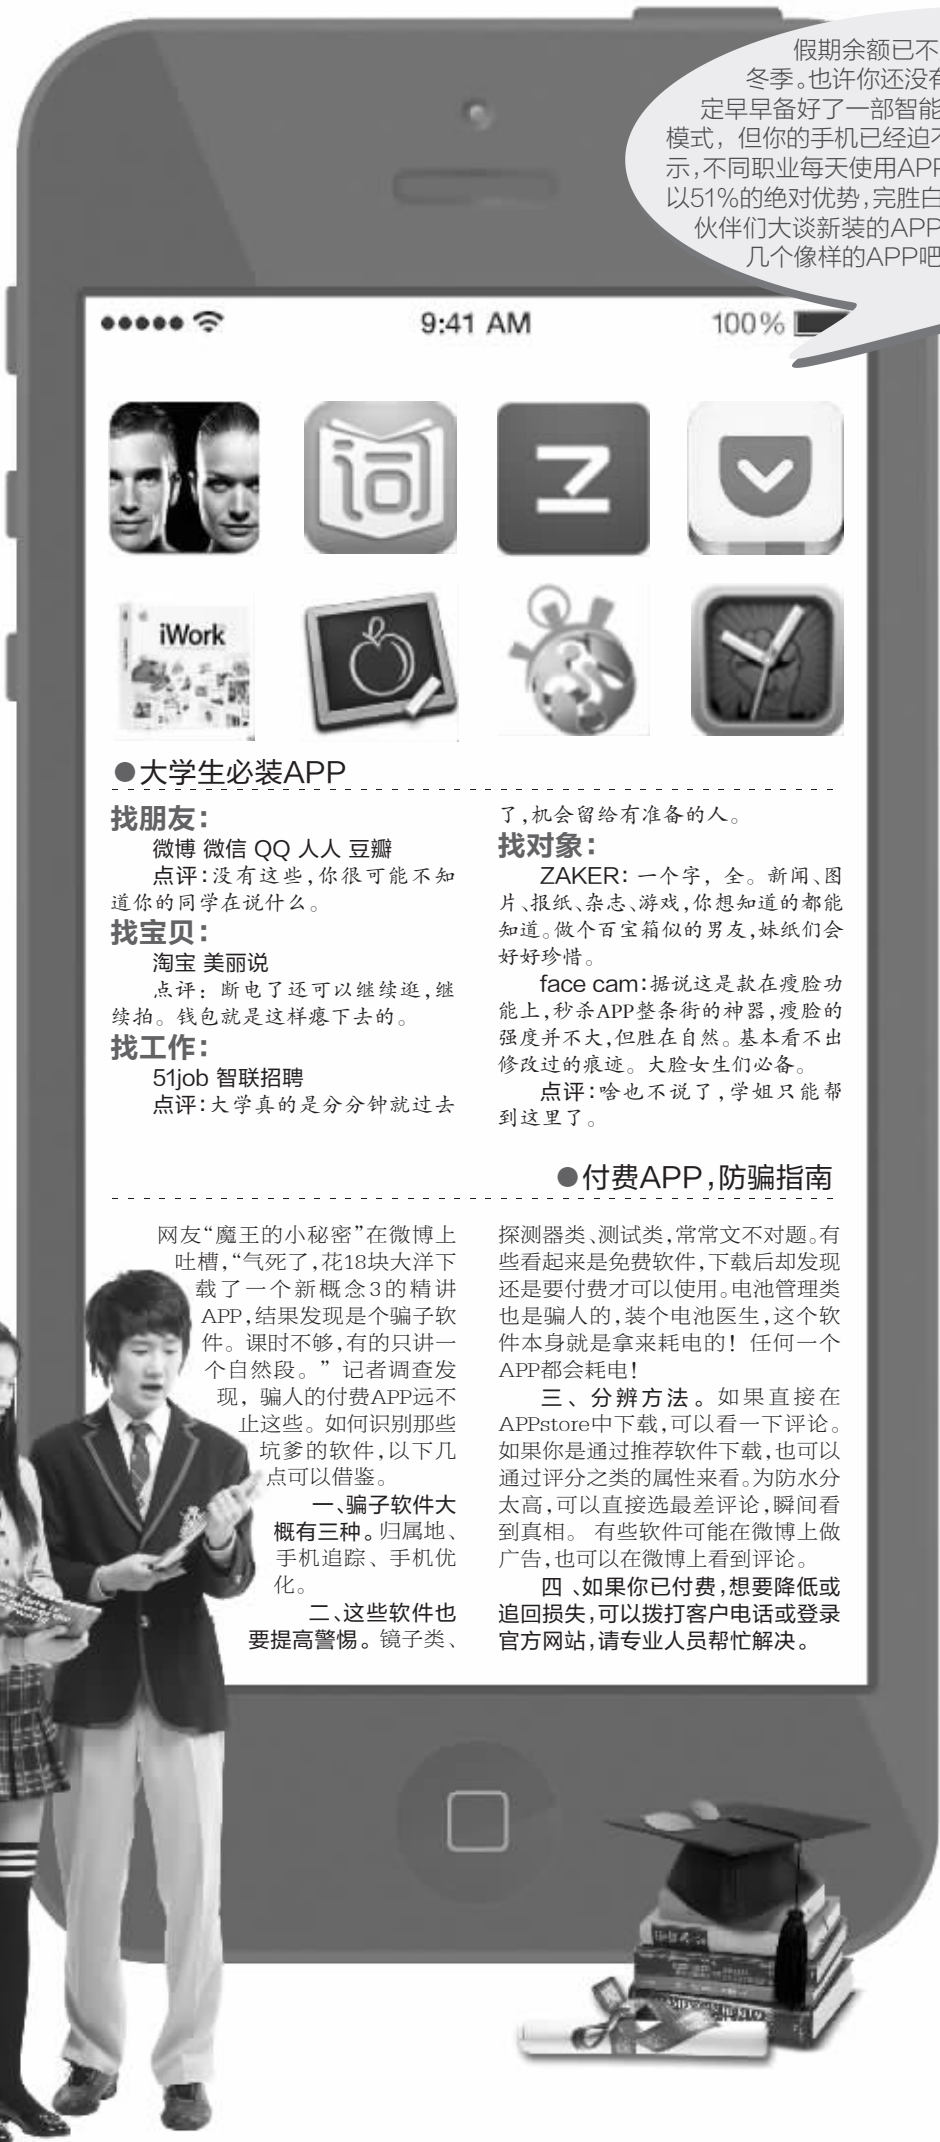 假期余额已不
冬季。也许你还没有
定早早备好了一部智能
模式，但你的手机已经迫不
示，不同职业每天使用APP
以51%的绝对优势，完胜白
伙伴们大谈新装的APP
几个像样的APP吧
9:41 AM
100%
词
iWork
●大学生必装APP
找朋友：
微博 微信 QQ 人人 豆瓣
点评：没有这些，你很可能不知
道你的同学在说什么。
找宝贝：
淘宝 美丽说
点评：断电了还可以继续逛，继
续拍。钱包就是这样瘪下去的。
找工作：
51job 智联招聘
点评：大学真的是分分钟就过去
了，机会留给有准备的人。
找对象：
ZAKER：一个字，全。新闻、图
片、报纸、杂志、游戏，你想知道的都能
知道。做个百宝箱似的男友，妹纸们会
好好珍惜。
face cam：据说这是款在瘦脸功
能上，秒杀APP整条街的神器，瘦脸的
强度并不大，但胜在自然。基本看不出
修改过的痕迹。大脸女生们必备。
点评：啥也不说了，学姐只能帮
到这里了。
●付费APP，防骗指南
网友“魔王的小秘密”在微博上
吐槽，“气死了，花18块大洋下
载了一个新概念3的精讲
APP，结果发现是个骗子软
件。课时不够，有的只讲一
个自然段。”记者调查发
现，骗人的付费APP远不
止这些。如何识别那些
坑爹的软件，以下几
点可以借鉴。
一、骗子软件大
概有三种。归属地、
手机追踪、手机优
化。
二、这些软件也
要提高警惕。镜子类、
探测器类、测试类，常常文不对题。有
些看起来是免费软件，下载后却发现
还是要付费才可以使用。电池管理类
也是骗人的，装个电池医生，这个软
件本身就是拿来耗电的！任何一个
APP都会耗电！
三、分辨方法。如果直接在
APPstore中下载，可以看一下评论。
如果你是通过推荐软件下载，也可以
通过评分之类的属性来看。为防水分
太高，可以直接选最差评论，瞬间看
到真相。 有些软件可能在微博上做
广告，也可以在微博上看到评论。
四、如果你已付费，想要降低或
追回损失，可以拨打客户电话或登录
官方网站，请专业人员帮忙解决。